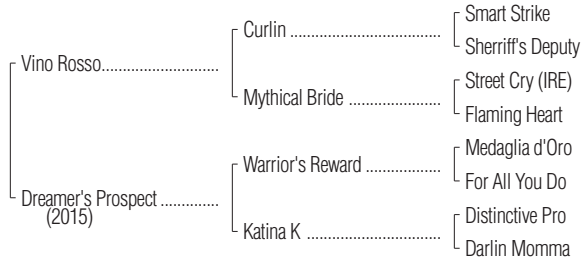 Smart Strike
Curlin ..................
Sherriff's Deputy
Vino Rosso...........................
Street Cry (IRE)
Mythical Bride ....................
Flaming Heart
Medaglia d'Oro
Warrior's Reward .................
For All You Do
Dreamer's Prospect .............
(2015)
Distinctive Pro
Katina K ..............................
Darlin Momma